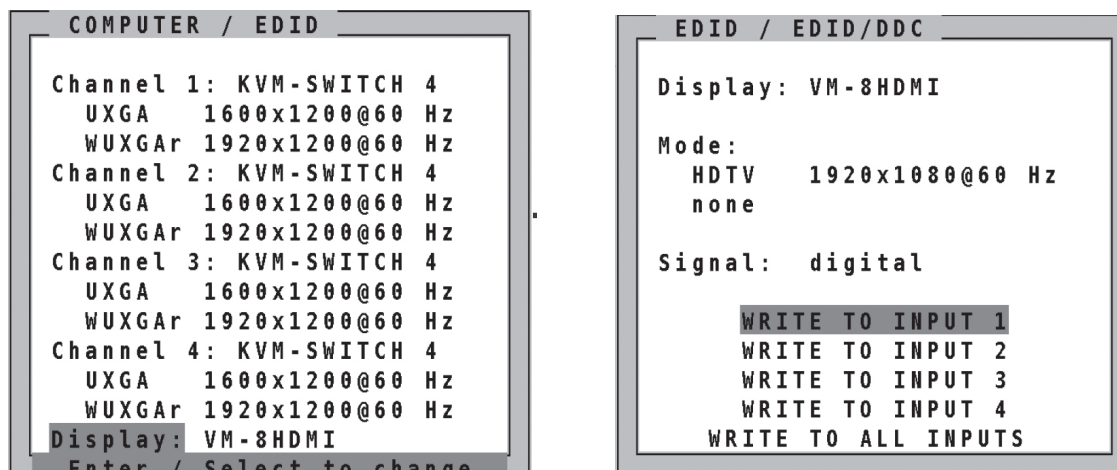 COMPUTER / EDID
Channel 1: KVM-SWITCH 4
UXGA 1600x1200@60 Hz
WUXGAr 1920x1200@60 Hz
Channel 2: KVM-SWITCH 4
UXGA 1600x1200@60 Hz
WUXGAr 1920x1200@60 Hz
Channel 3: KVM-SWITCH 4
UXGA 1600x1200@60 Hz
WUXGAr 1920x1200@60 Hz
Channel 4: KVM-SWITCH 4
UXGA 1600x1200@60 Hz
WUXGAr 1920x1200@60 Hz
Display: VM-8HDMI
Enter / Select to change
EDID / EDID/DDC
Display: VM-8HDMI
Mode:
HDTV 1920x1080@60 Hz
none
Signal: digital
WRITE TO INPUT 1
WRITE TO INPUT 2
WRITE TO INPUT 3
WRITE TO INPUT 4
WRITE TO ALL INPUTS